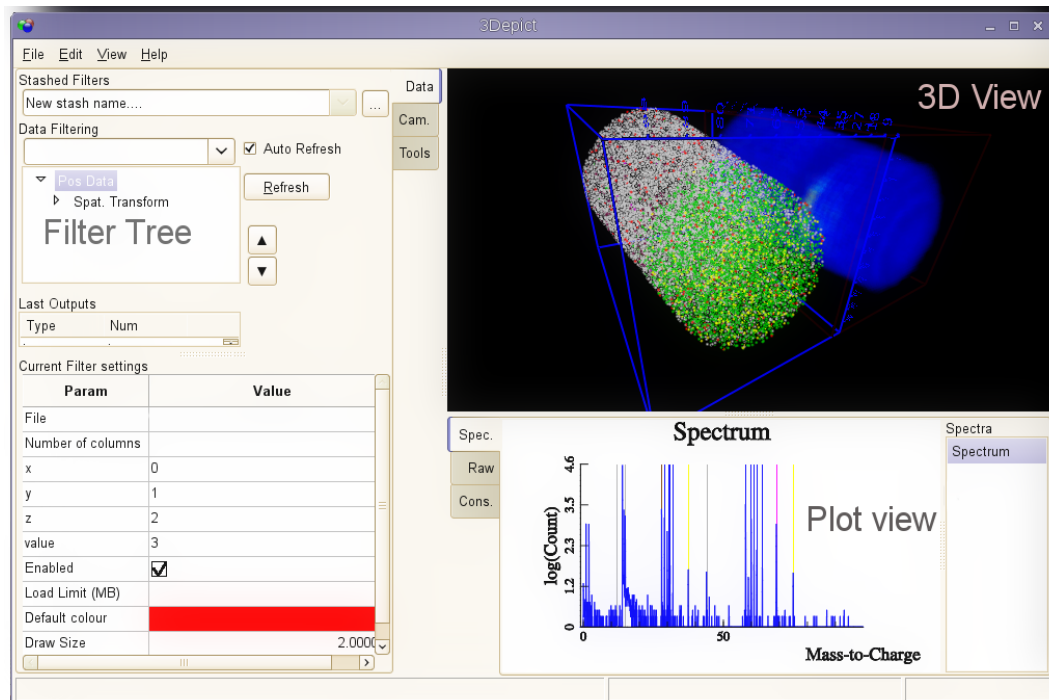 3Depict
File Edit View Help
Stashed Filters
New stash name....
...
Data Filtering
Auto Refresh
Pos Data
Spat. Transform
Refresh
Filter Tree
Last Outputs
Type Num
Current Filter settings
Param Value
File
Number of columns
x 0
y 1
z 2
value 3
Enabled
Load Limit (MB)
Default colour
Draw Size 2.0000
Data
Cam.
Tools
3D View
Spec.
Raw
Cons.
Spectrum
log(Count)
4.6
3.5
2.3
1.2
0
0 50
Mass-to-Charge
Plot view
Spectra
Spectrum